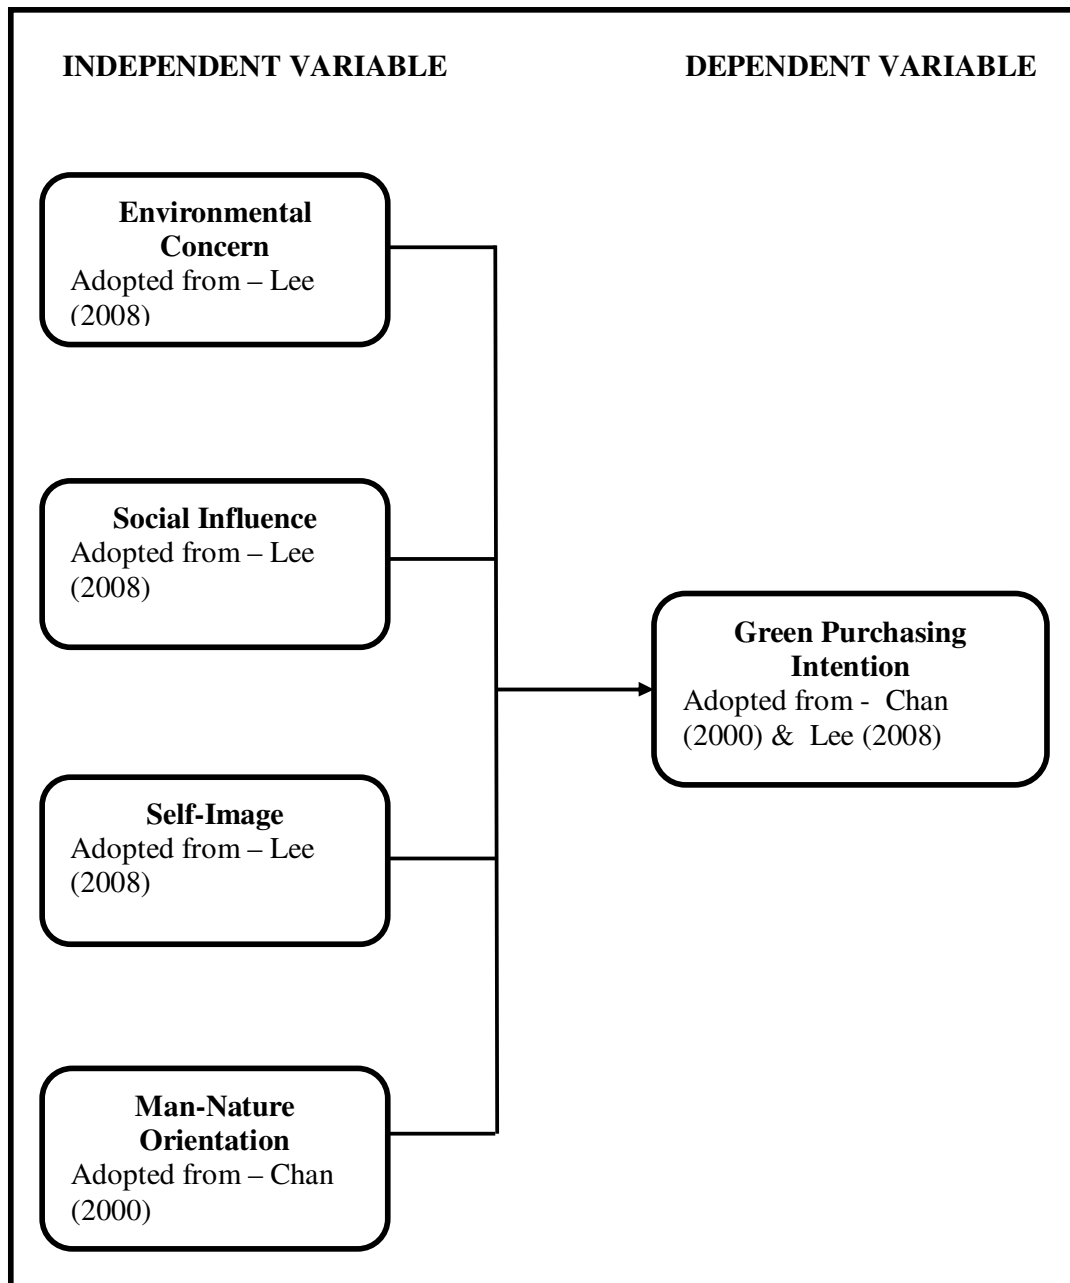 INDEPENDENT VARIABLE
DEPENDENT VARIABLE
Environmental
Concern
Adopted from – Lee
(2008)
Social Influence
Adopted from – Lee
(2008)
Self-Image
Adopted from – Lee
(2008)
Man-Nature
Orientation
Adopted from – Chan
(2000)
Green Purchasing
Intention
Adopted from - Chan
(2000) & Lee (2008)